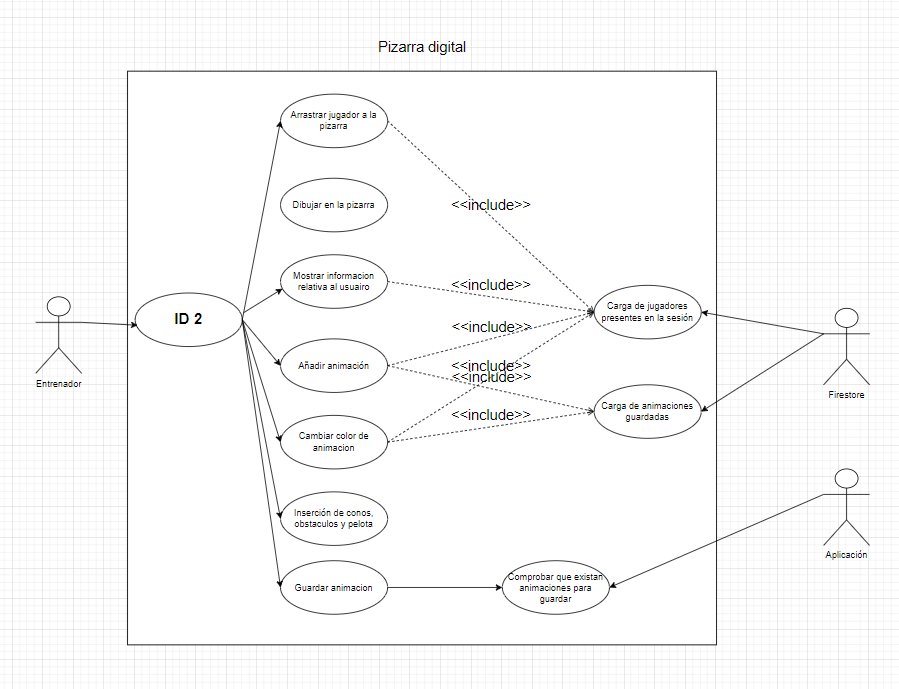 Pizarra digital
Arrastrar jugador a la
pizarra
Dibujar en la pizarra
<<include>>
Mostrar informacion
relativa al usuairo
<<include>>
ID 2
Carga de jugadores
presentes en la sesión
<<include>>
Añadir animación
<<include>>
<<include>>
Entrenador
Firestore
Carga de animaciones
guardadas
<<include>>
Cambiar color de
animacion
Inserción de conos,
obstaculos y pelota
Aplicación
Guardar animacion
Comprobar que existan
animaciones para
guardar